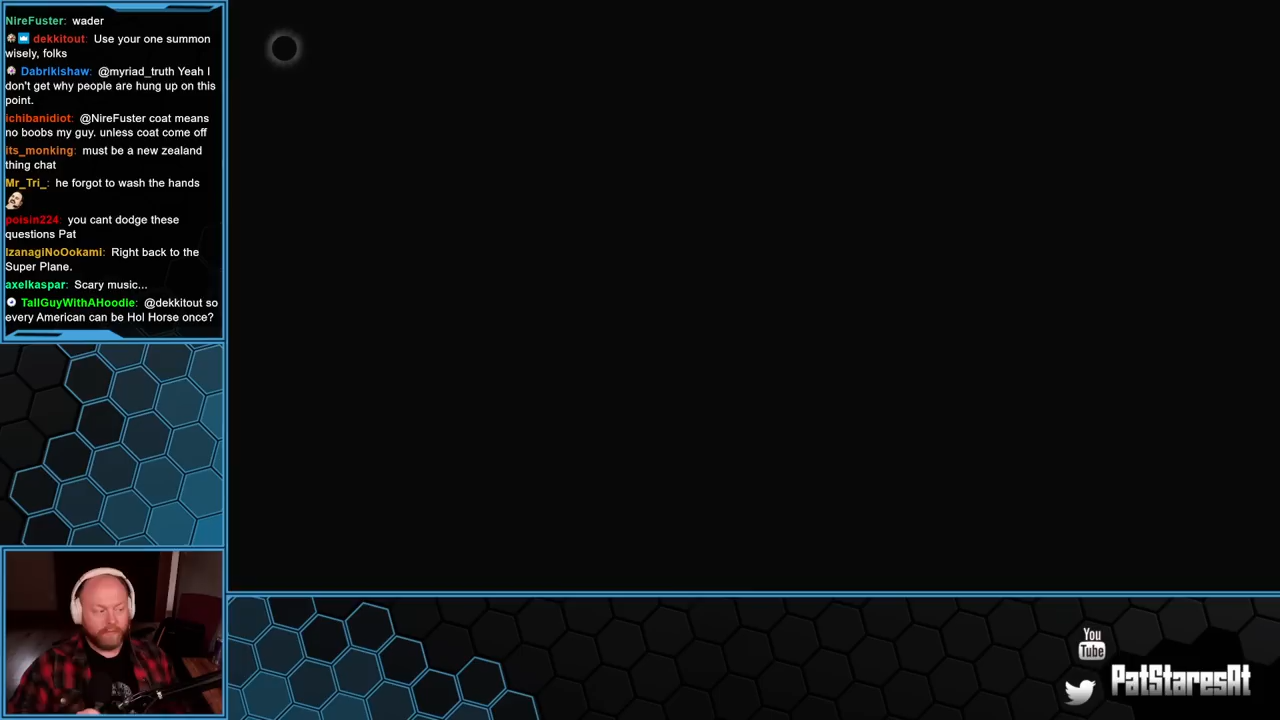 NireFuster: wader
dekkitout: Use your one summon
wisely, folks
Dabrikishaw: @myriad_truth Yeah I
don't get why people are hung up on this
point.
ichibanidiot: @NireFuster coat means
no boobs my guy. unless coat come off
its_monking: must be a new zealand
thing chat
Mr_Tri_: he forgot to wash the hands
poisin224: you cant dodge these
questions Pat
IzanagiNoOokami: Right back to the
Super Plane.
axelkaspar: Scary music...
TallGuyWithAHoodie: @dekkitout so
every American can be Hol Horse once?
You
Tube
PatStaresAt